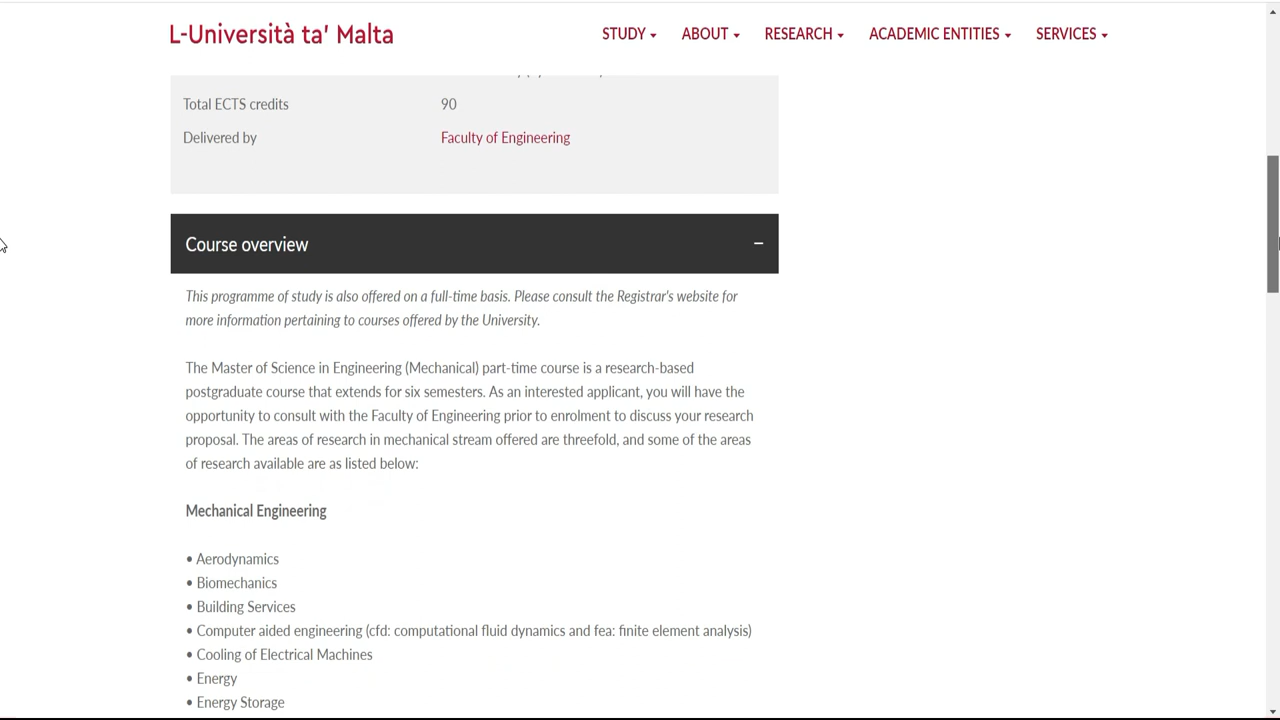 L-Università ta' Malta
STUDY
ABOUT
RESEARCH
ACADEMIC ENTITIES
SERVICES
Total ECTS credits 90
Delivered by Faculty of Engineering
Course overview
This programme of study is also offered on a full-time basis. Please consult the Registrar's website for
more information pertaining to courses offered by the University.
The Master of Science in Engineering (Mechanical) part-time course is a research-based
postgraduate course that extends for six semesters. As an interested applicant, you will have the
opportunity to consult with the Faculty of Engineering prior to enrolment to discuss your research
proposal. The areas of research in mechanical stream offered are threefold, and some of the areas
of research available are as listed below:
Mechanical Engineering
• Aerodynamics
• Biomechanics
• Building Services
• Computer aided engineering (cfd: computational fluid dynamics and fea: finite element analysis)
• Cooling of Electrical Machines
• Energy
• Energy Storage